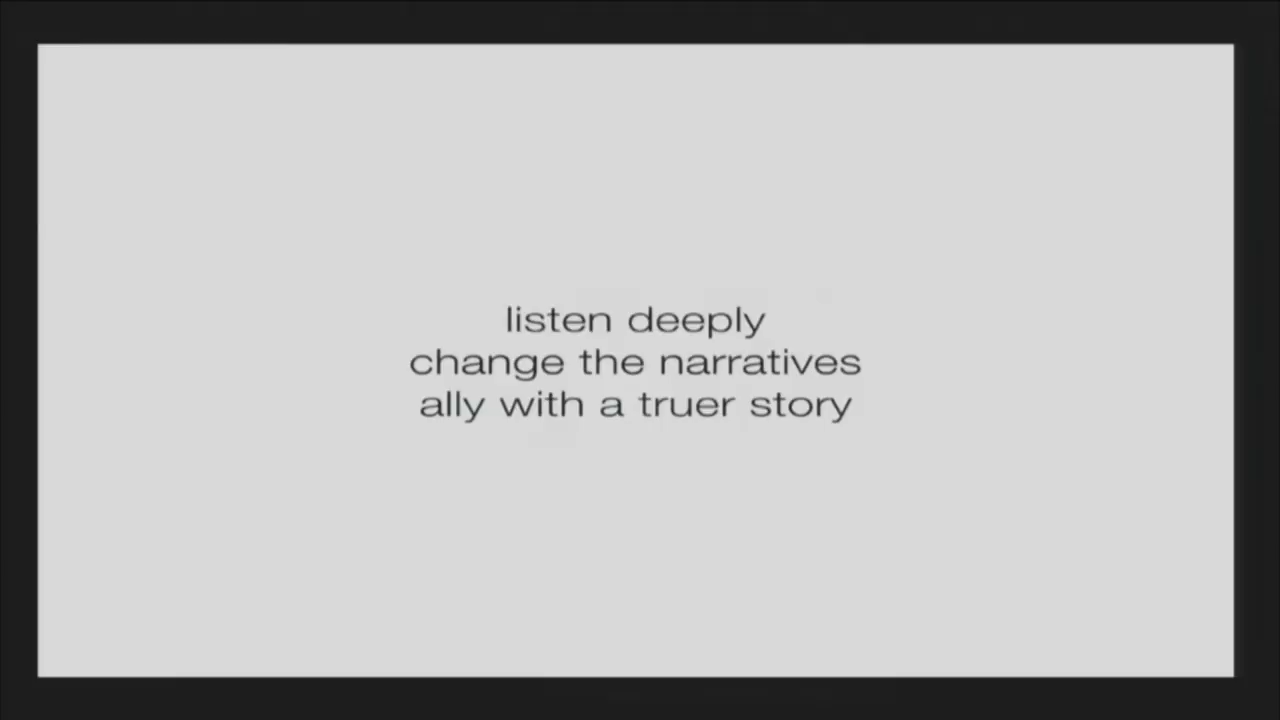 listen deeply
change the narratives
ally with a truer story